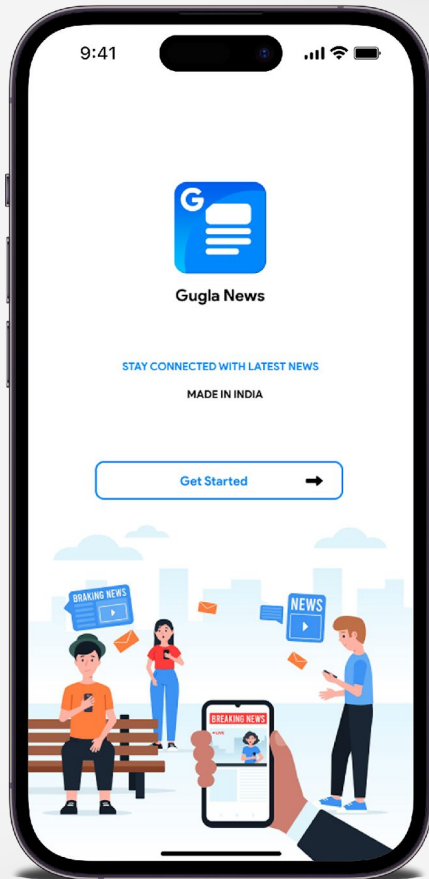 9:41
G
Gugla News
STAY CONNECTED WITH LATEST NEWS
MADE IN INDIA
Get Started
BRAKING NEWS
NEWS
BREAKING NEWS
LIVE